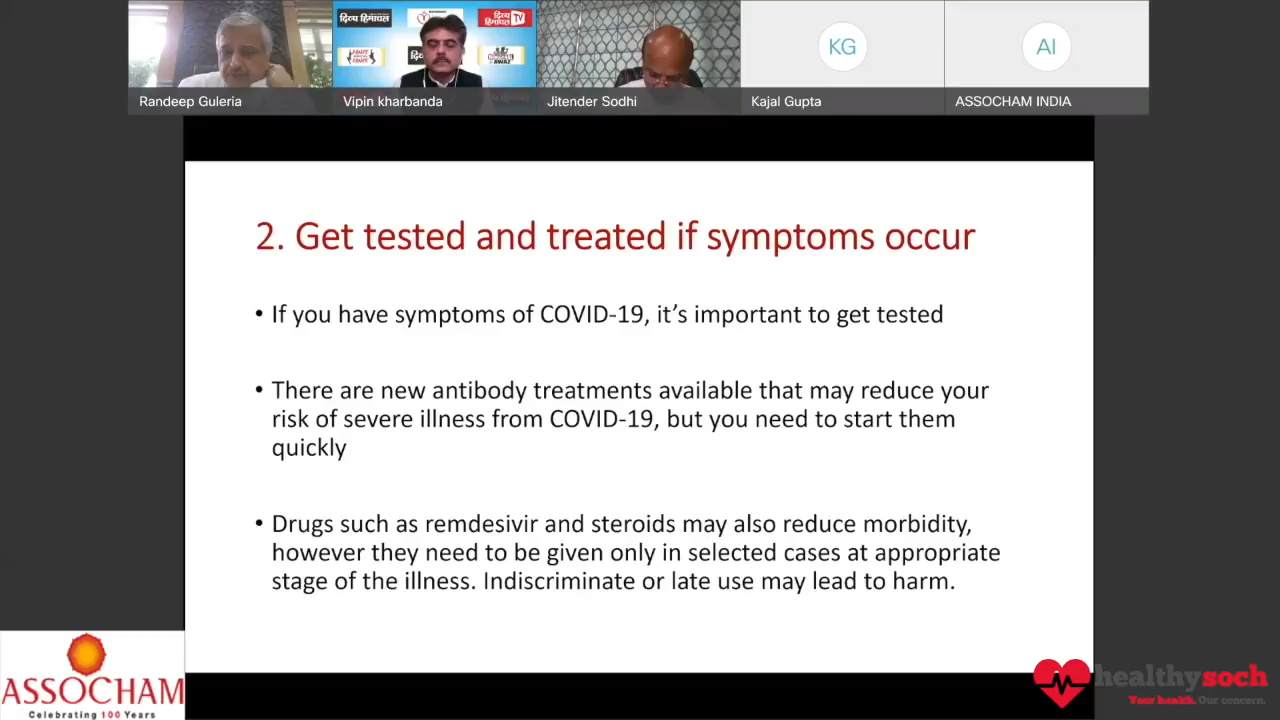 दिव्य हिमाचल
TV
Randeep Guleria
Vipin kharbanda
Jitender Sodhi
KG
Kajal Gupta
AI
ASSOCHAM INDIA
2. Get tested and treated if symptoms occur
• If you have symptoms of COVID-19, it’s important to get tested
• There are new antibody treatments available that may reduce your
risk of severe illness from COVID-19, but you need to start them
quickly
• Drugs such as remdesivir and steroids may also reduce morbidity,
however they need to be given only in selected cases at appropriate
stage of the illness. Indiscriminate or late use may lead to harm.
ASSOCHAM
Celebrating 100 Years
healthysoch
Your health. Our concern.